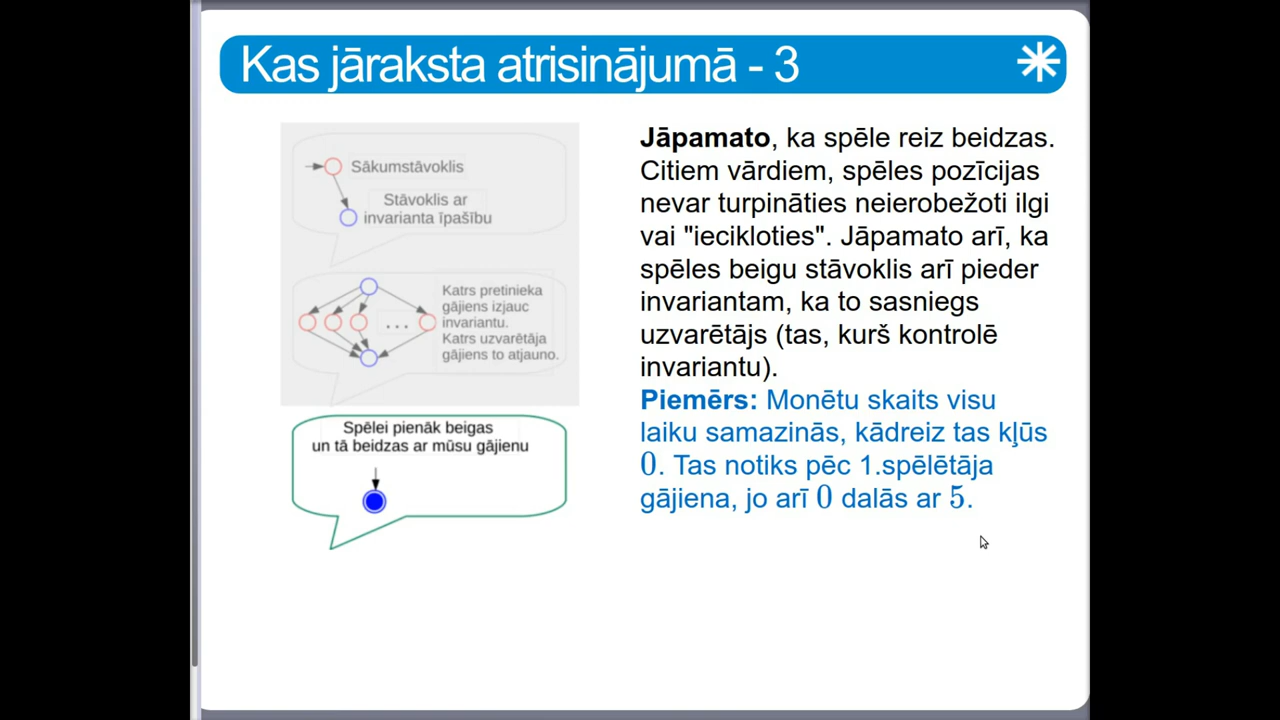 Kas jāraksta atrisinājumā - 3
Sākumstāvoklis
Stāvoklis ar
invarianta īpašību
Katrs pretinieka
gājiens izjauc
invariantu.
Katrs uzvarētāja
gājiens to atjauno.
...
Spēlei pienāk beigas
un tā beidzas ar mūsu gājienu
Jāpamato, ka spēle reiz beidzas.
Citiem vārdiem, spēles pozīcijas
nevar turpināties neierobežoti ilgi
vai "iecikloties". Jāpamato arī, ka
spēles beigu stāvoklis arī pieder
invariantam, ka to sasniegs
uzvarētājs (tas, kurš kontrolē
invariantu).
Piemērs: Monētu skaits visu
laiku samazinās, kādreiz tas kļūs
0. Tas notiks pēc 1.spēlētāja
gājiena, jo arī 0 dalās ar 5.